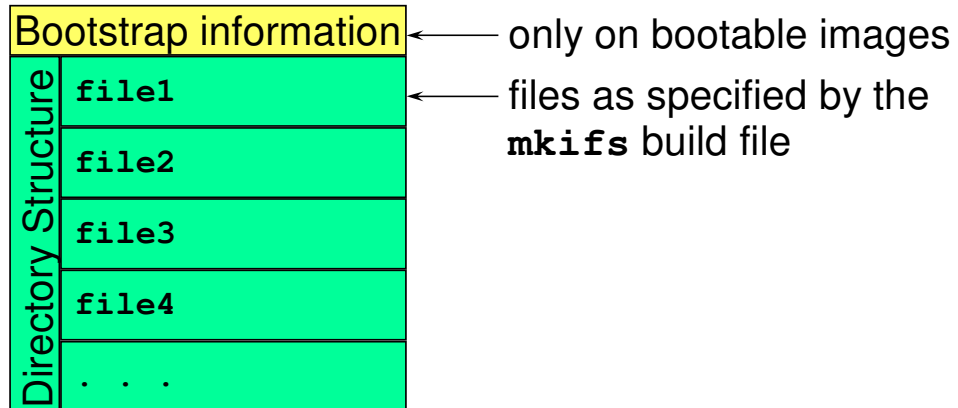 Bootstrap information
only on bootable images
Directory Structure
file1
files as specified by the
mkifs build file
file2
file3
file4
. . .